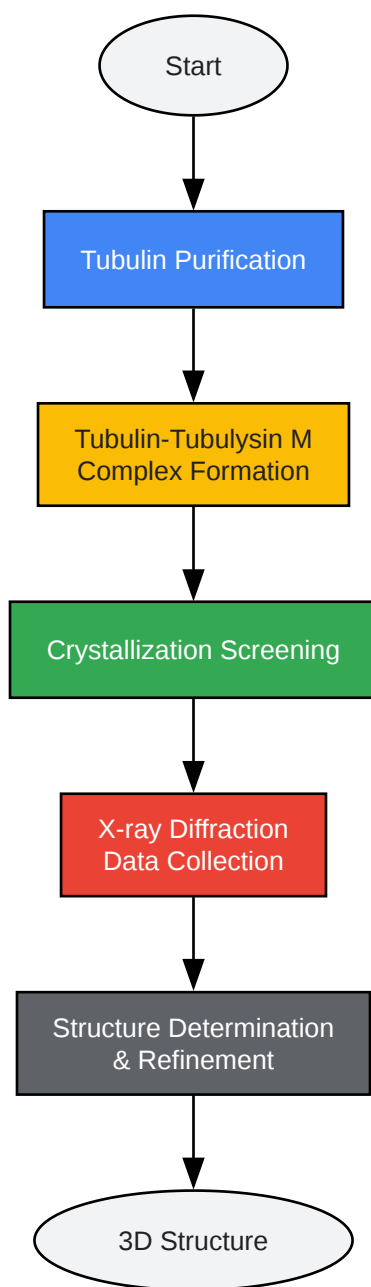 Start
Tubulin Purification
Tubulin-Tubulysin M
Complex Formation
Crystallization Screening
X-ray Diffraction
Data Collection
Structure Determination
& Refinement
3D Structure